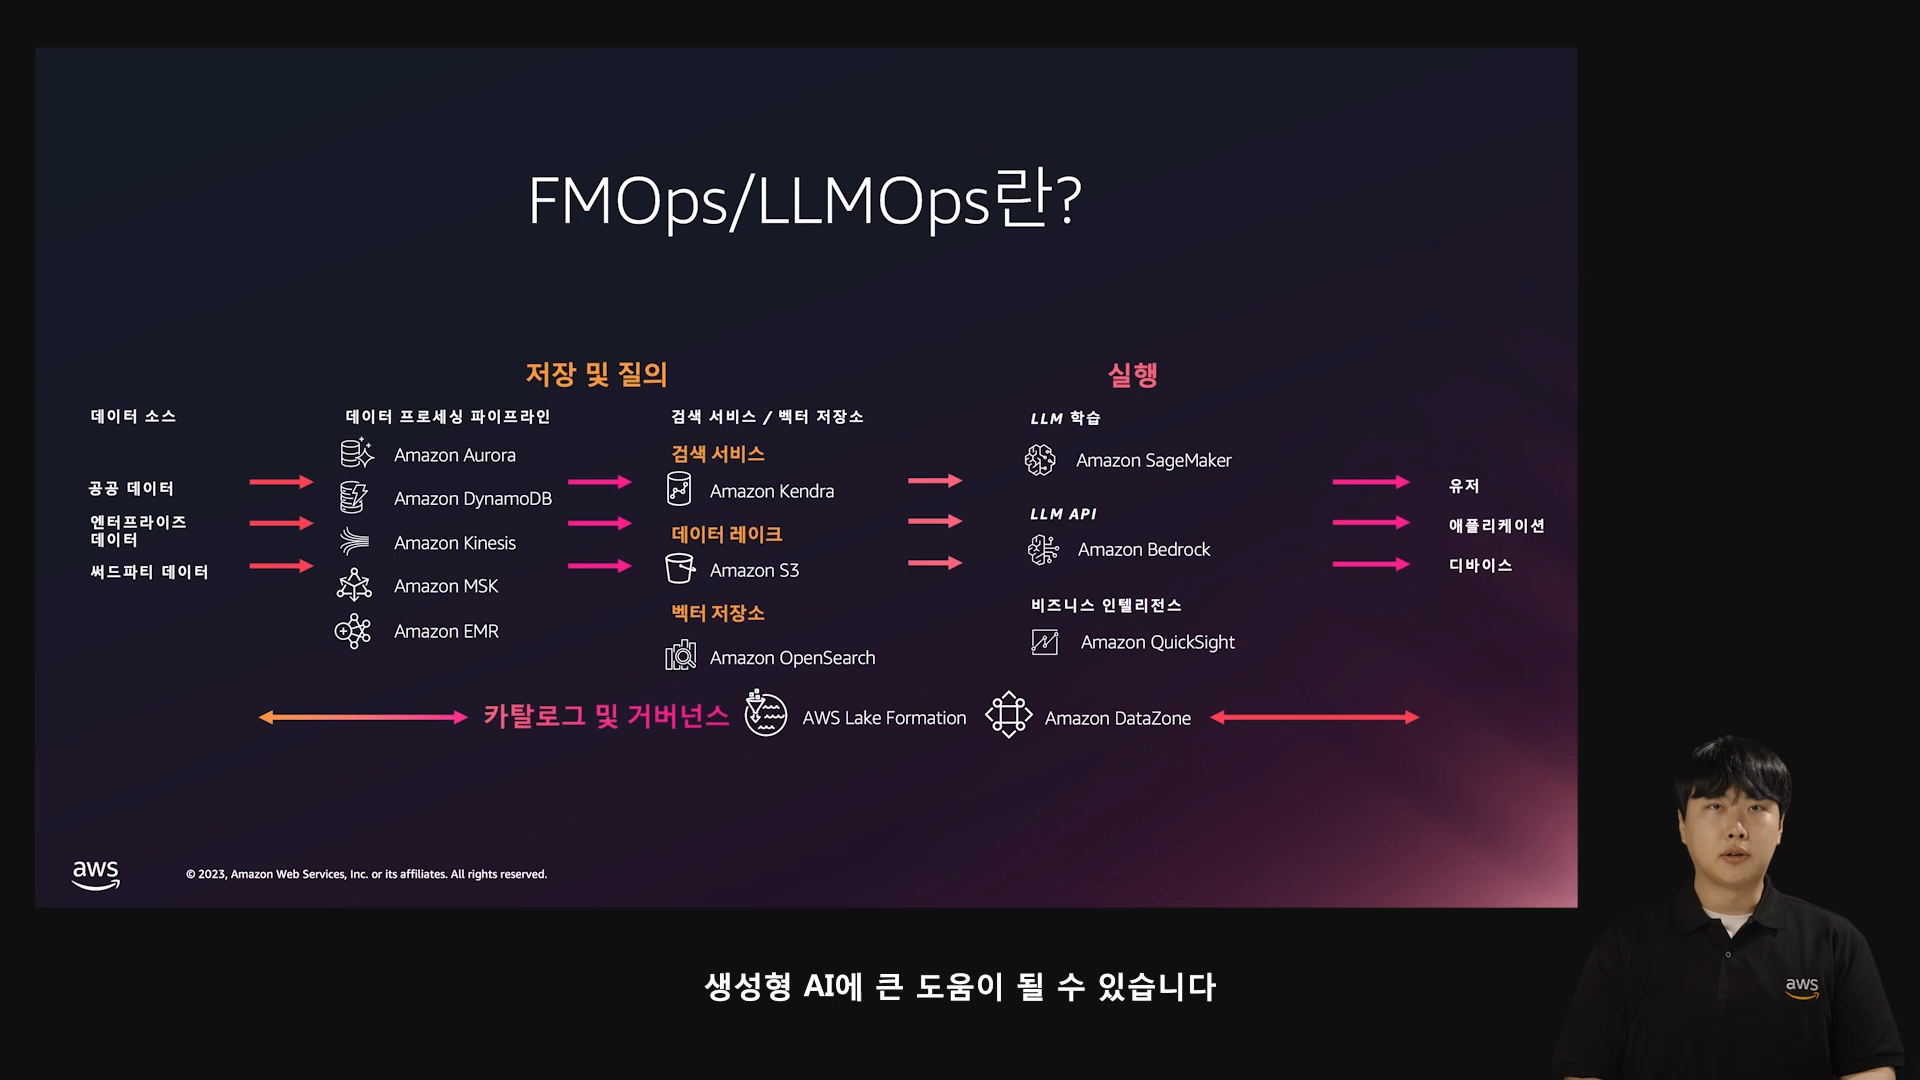 FMOps/LLMOps란?
저장 및 질의
실행
데이터 소스
공공 데이터
엔터프라이즈
데이터
써드파티 데이터
데이터 프로세싱 파이프라인
Amazon Aurora
Amazon DynamoDB
Amazon Kinesis
Amazon MSK
Amazon EMR
검색 서비스 / 벡터 저장소
검색 서비스
Amazon Kendra
데이터 레이크
Amazon S3
벡터 저장소
Amazon OpenSearch
LLM 학습
Amazon SageMaker
LLM API
Amazon Bedrock
비즈니스 인텔리전스
Amazon QuickSight
유저
애플리케이션
디바이스
카탈로그 및 거버넌스 AWS Lake Formation Amazon DataZone
aws
© 2023, Amazon Web Services, Inc. or its affiliates. All rights reserved.
aws
생성형 AI에 큰 도움이 될 수 있습니다